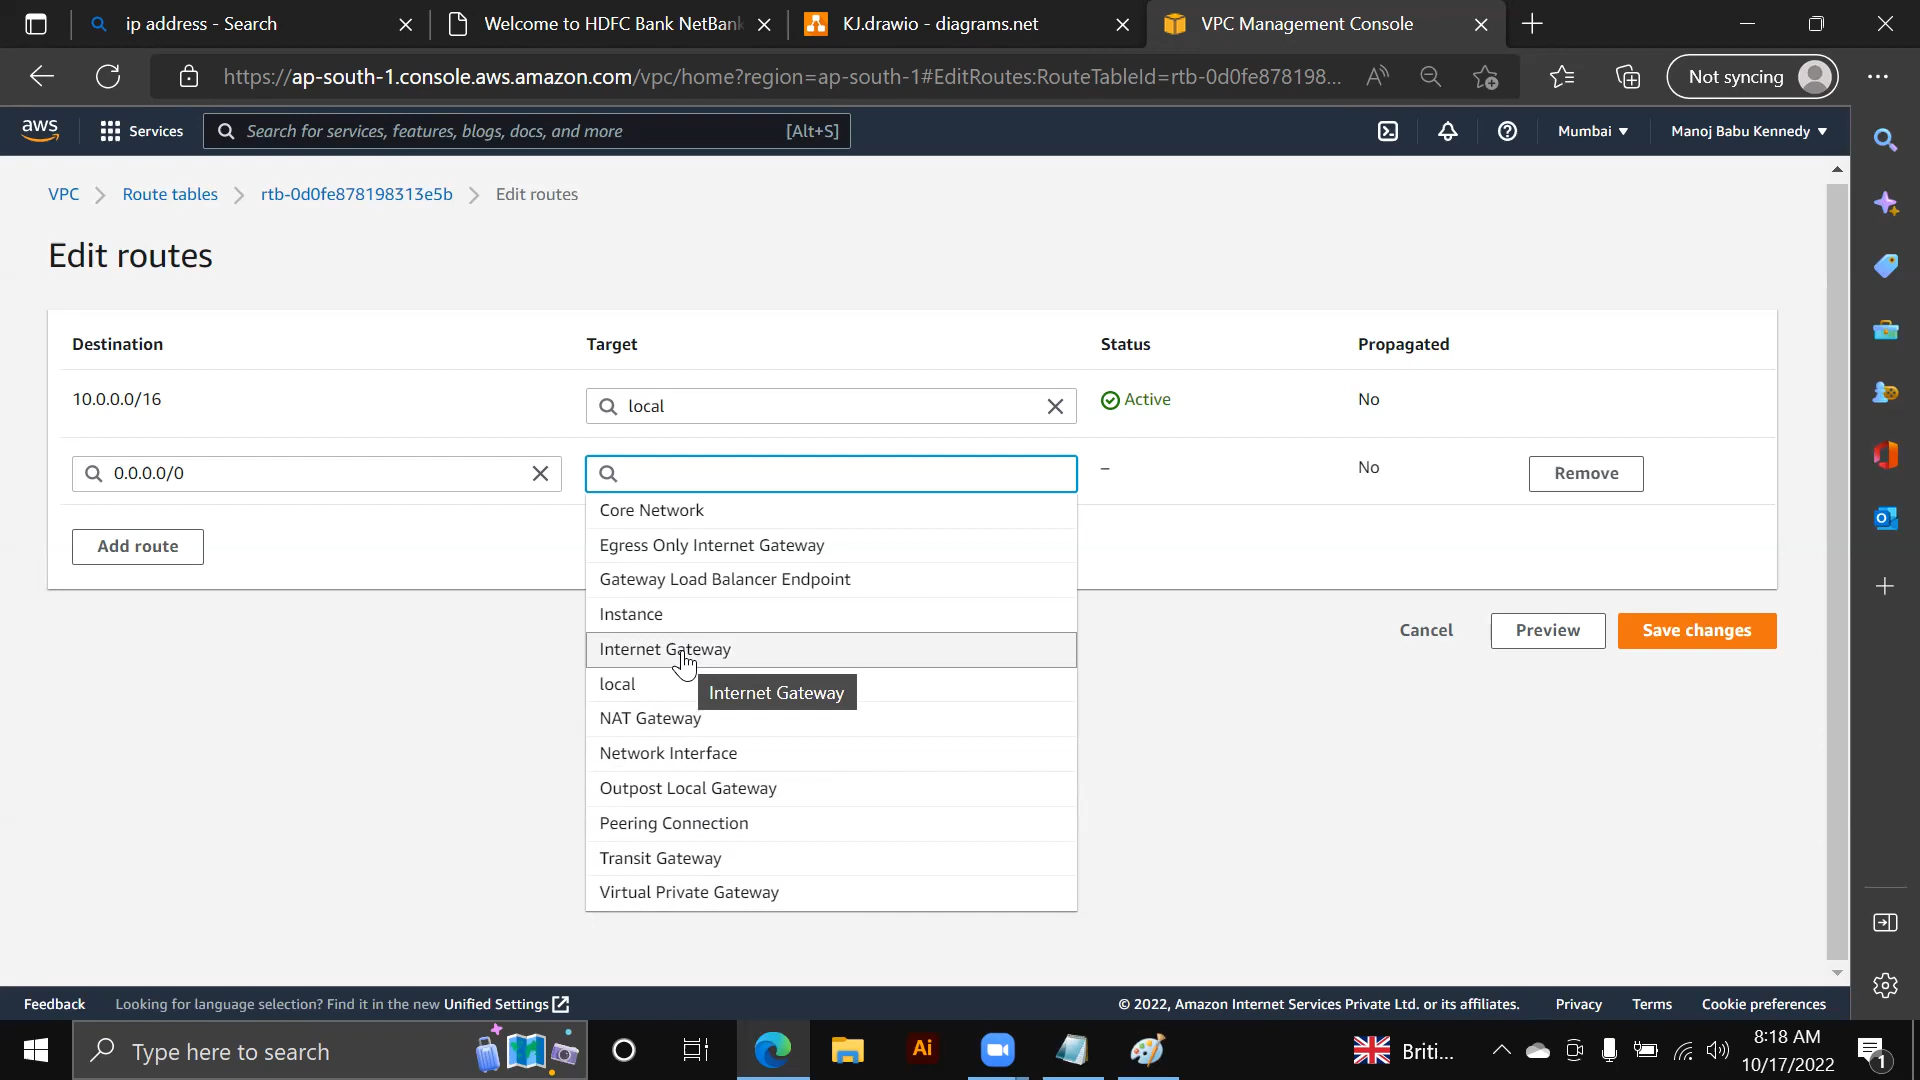 ip address - Search
Welcome to HDFC Bank NetBank
KJ.drawio - diagrams.net
VPC Management Console
https://ap-south-1.console.aws.amazon.com/vpc/home?region=ap-south-1#EditRoutes:RouteTableId=rtb-0d0fe878198...
Not syncing
aws
Services
Search for services, features, blogs, docs, and more
[Alt+S]
Mumbai
Manoj Babu Kennedy
VPC
Route tables
rtb-0d0fe878198313e5b
Edit routes
Edit routes
Destination
Target
Status
Propagated
10.0.0.0/16
local
Active
No
0.0.0.0/0
–
No
Remove
Core Network
Add route
Egress Only Internet Gateway
Gateway Load Balancer Endpoint
Instance
Cancel
Preview
Save changes
Internet Gateway
local
Internet Gateway
NAT Gateway
Network Interface
Outpost Local Gateway
Peering Connection
Transit Gateway
Virtual Private Gateway
Feedback
Looking for language selection? Find it in the new Unified Settings
© 2022, Amazon Internet Services Private Ltd. or its affiliates.
Privacy
Terms
Cookie preferences
Type here to search
Ai
Briti...
8:18 AM
10/17/2022
1